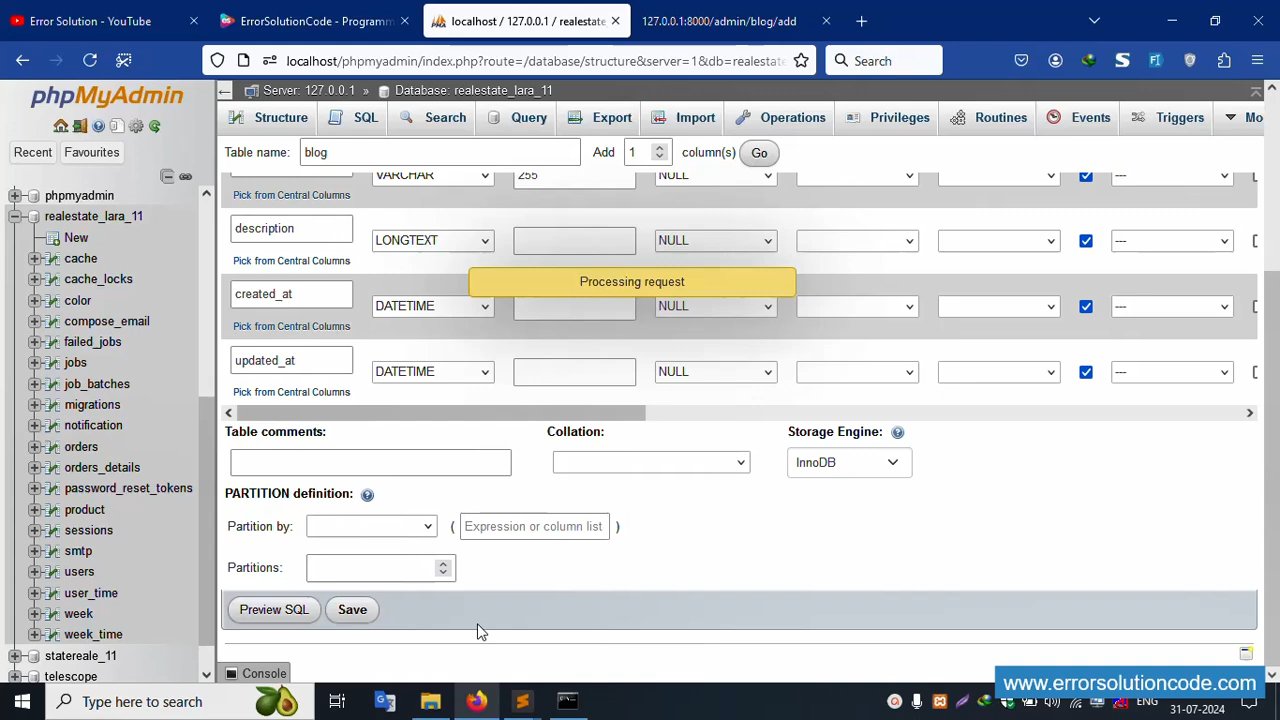 Error Solution - YouTube
ErrorSolutionCode - Programm
localhost / 127.0.0.1 / realestate
127.0.0.1:8000/admin/blog/add
localhost/phpmyadmin/index.php?route=/database/structure&server=1&db=realestate
Search
phpMyAdmin
Recent Favourites
phpmyadmin
realestate_lara_11
New
cache
cache_locks
color
compose_email
failed_jobs
jobs
job_batches
migrations
notification
orders
orders_details
password_reset_tokens
product
sessions
smtp
users
user_time
week
week_time
statereale_11
telescope
Server: 127.0.0.1 » Database: realestate_lara_11
Structure SQL Search Query Export Import Operations Privileges Routines Events Triggers Mo
Table name: blog Add 1 column(s) Go
VARCHAR 255 NULL ---
Pick from Central Columns
description LONGTEXT NULL ---
Pick from Central Columns
Processing request
created_at DATETIME NULL ---
Pick from Central Columns
updated_at DATETIME NULL ---
Pick from Central Columns
Table comments: Collation: Storage Engine:
InnoDB
PARTITION definition:
Partition by: ( Expression or column list )
Partitions:
Preview SQL Save
Console
www.errorsolutioncode.com
Type here to search
ENG
31-07-2024